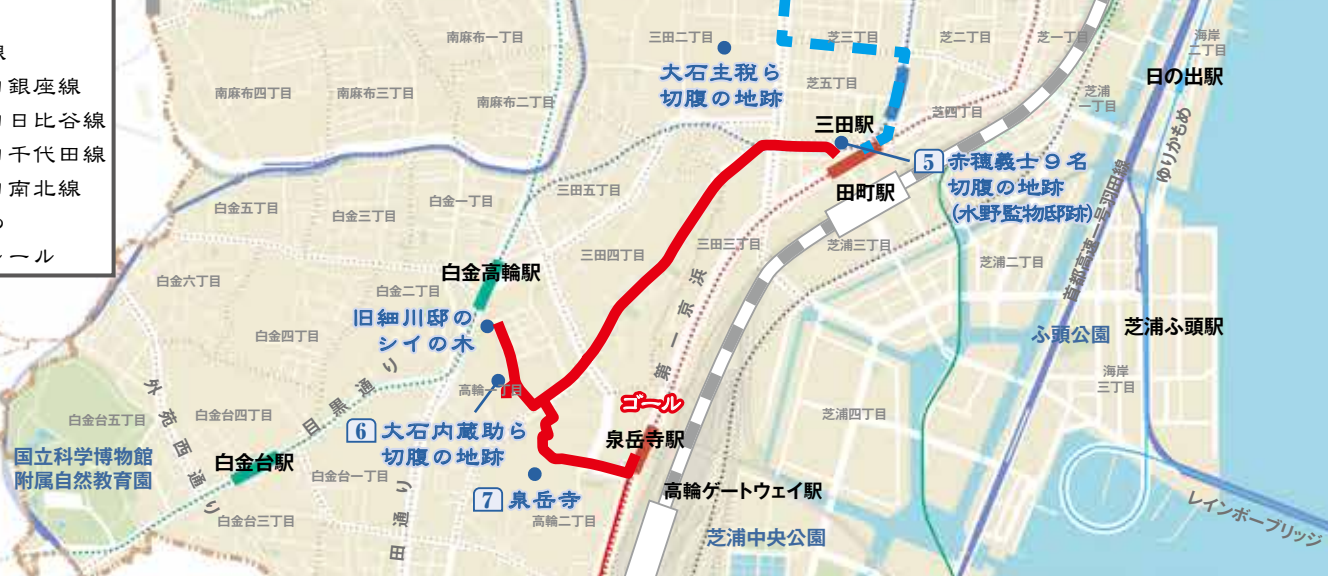 線
銀座線
日比谷線
千代田線
南北線
ール
南麻布一丁目
三田二丁目
芝三丁目
芝二丁目
芝一丁目
海岸
二丁目
大石主税ら
切腹の地跡
日の出駅
南麻布四丁目
南麻布三丁目
南麻布二丁目
芝五丁目
芝浦
一丁目
芝四丁目
三田駅
ゆりかもめ
5 赤穂義士9名
切腹の地跡
(水野監物邸跡)
田町駅
首都高速一号羽田線
三田五丁目
白金五丁目
白金三丁目
白金一丁目
三田四丁目
三田三丁目
芝浦三丁目
芝浦二丁目
白金高輪駅
白金六丁目
白金二丁目
第一京浜
旧細川邸の
シイの木
白金四丁目
ふ頭公園
芝浦ふ頭駅
海岸
三丁目
外苑西通り
目黒通り
高輪一丁目
ゴール
白金台五丁目
白金台四丁目
芝浦四丁目
6 大石内蔵助ら
切腹の地跡
泉岳寺駅
国立科学博物館
附属自然教育園
白金台駅
白金台一丁目
7 泉岳寺
高輪ゲートウェイ駅
レインボーブリッジ
白金台三丁目
田通り
高輪二丁目
芝浦中央公園